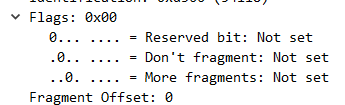 Flags: 0x00
0... .... = Reserved bit: Not set
.0.. .... = Don't fragment: Not set
..0. .... = More fragments: Not set
Fragment Offset: 0